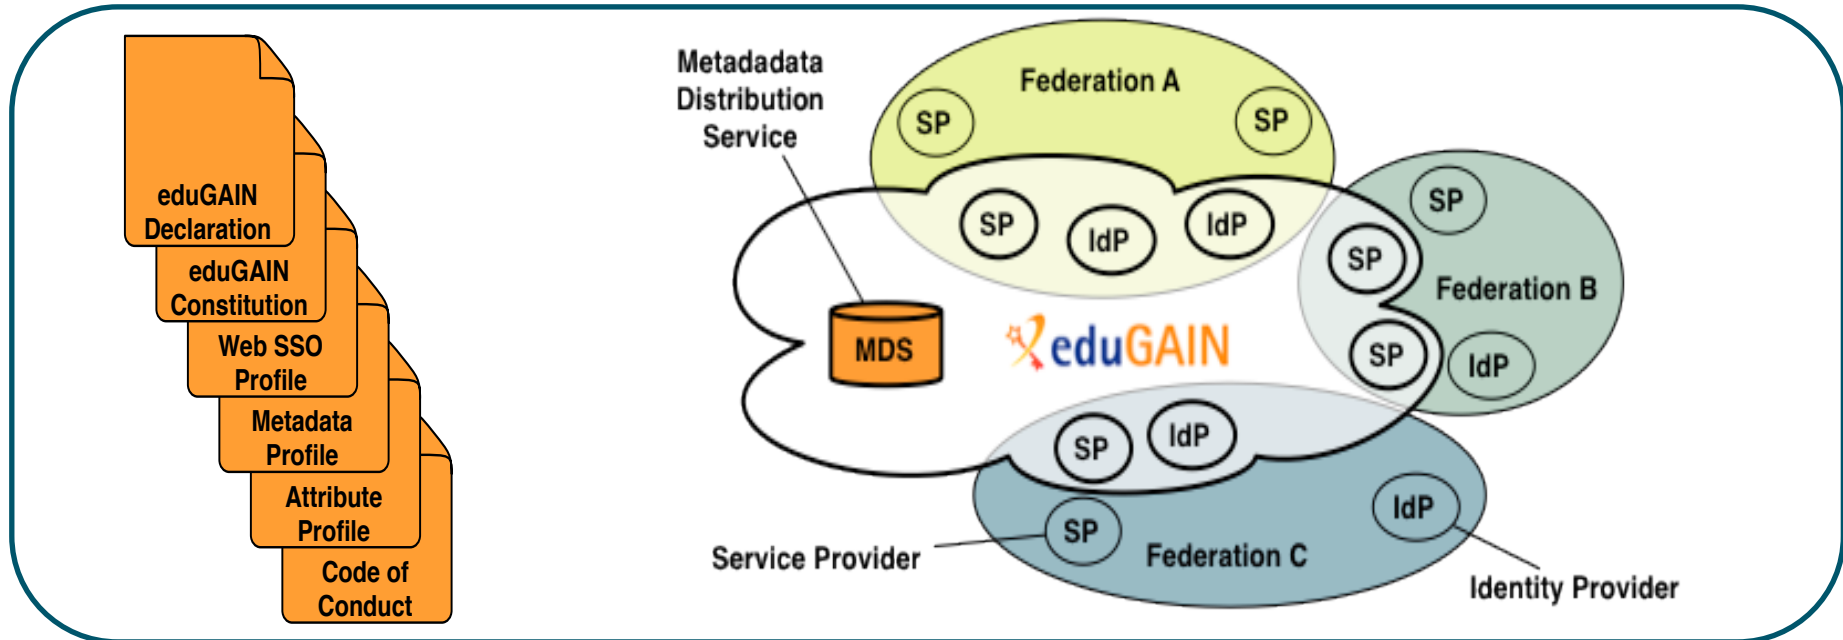 eduGAIN
Declaration
eduGAIN
Constitution
Web SSO
Profile
Metadata
Profile
Attribute
Profile
Code of
Conduct
Metadadata
Distribution
Service
Federation A
SP
SP
SP
IdP
IdP
SP
SP
Federation B
SP
IdP
MDS
eduGAIN
SP
IdP
SP
IdP
Federation C
Service Provider
Identity Provider